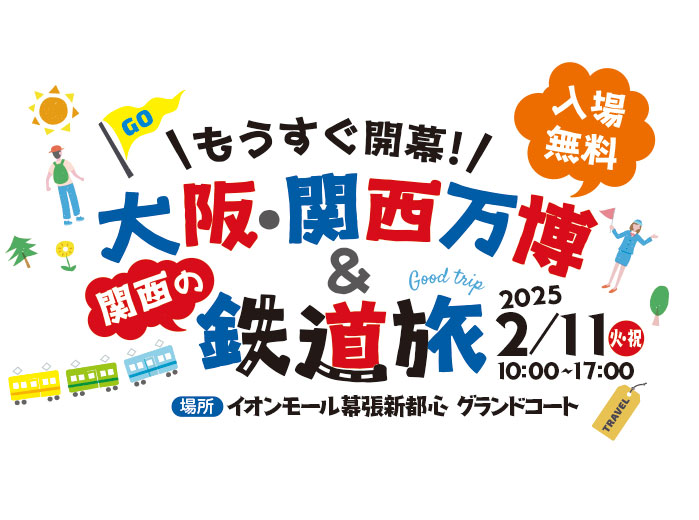 GO
もうすぐ開幕!
入場
無料
大阪・関西万博
&
関西の
鉄道旅
Good trip
2025
2/11 火・祝
10:00~17:00
場所 イオンモール幕張新都心 グランドコート
TRAVEL